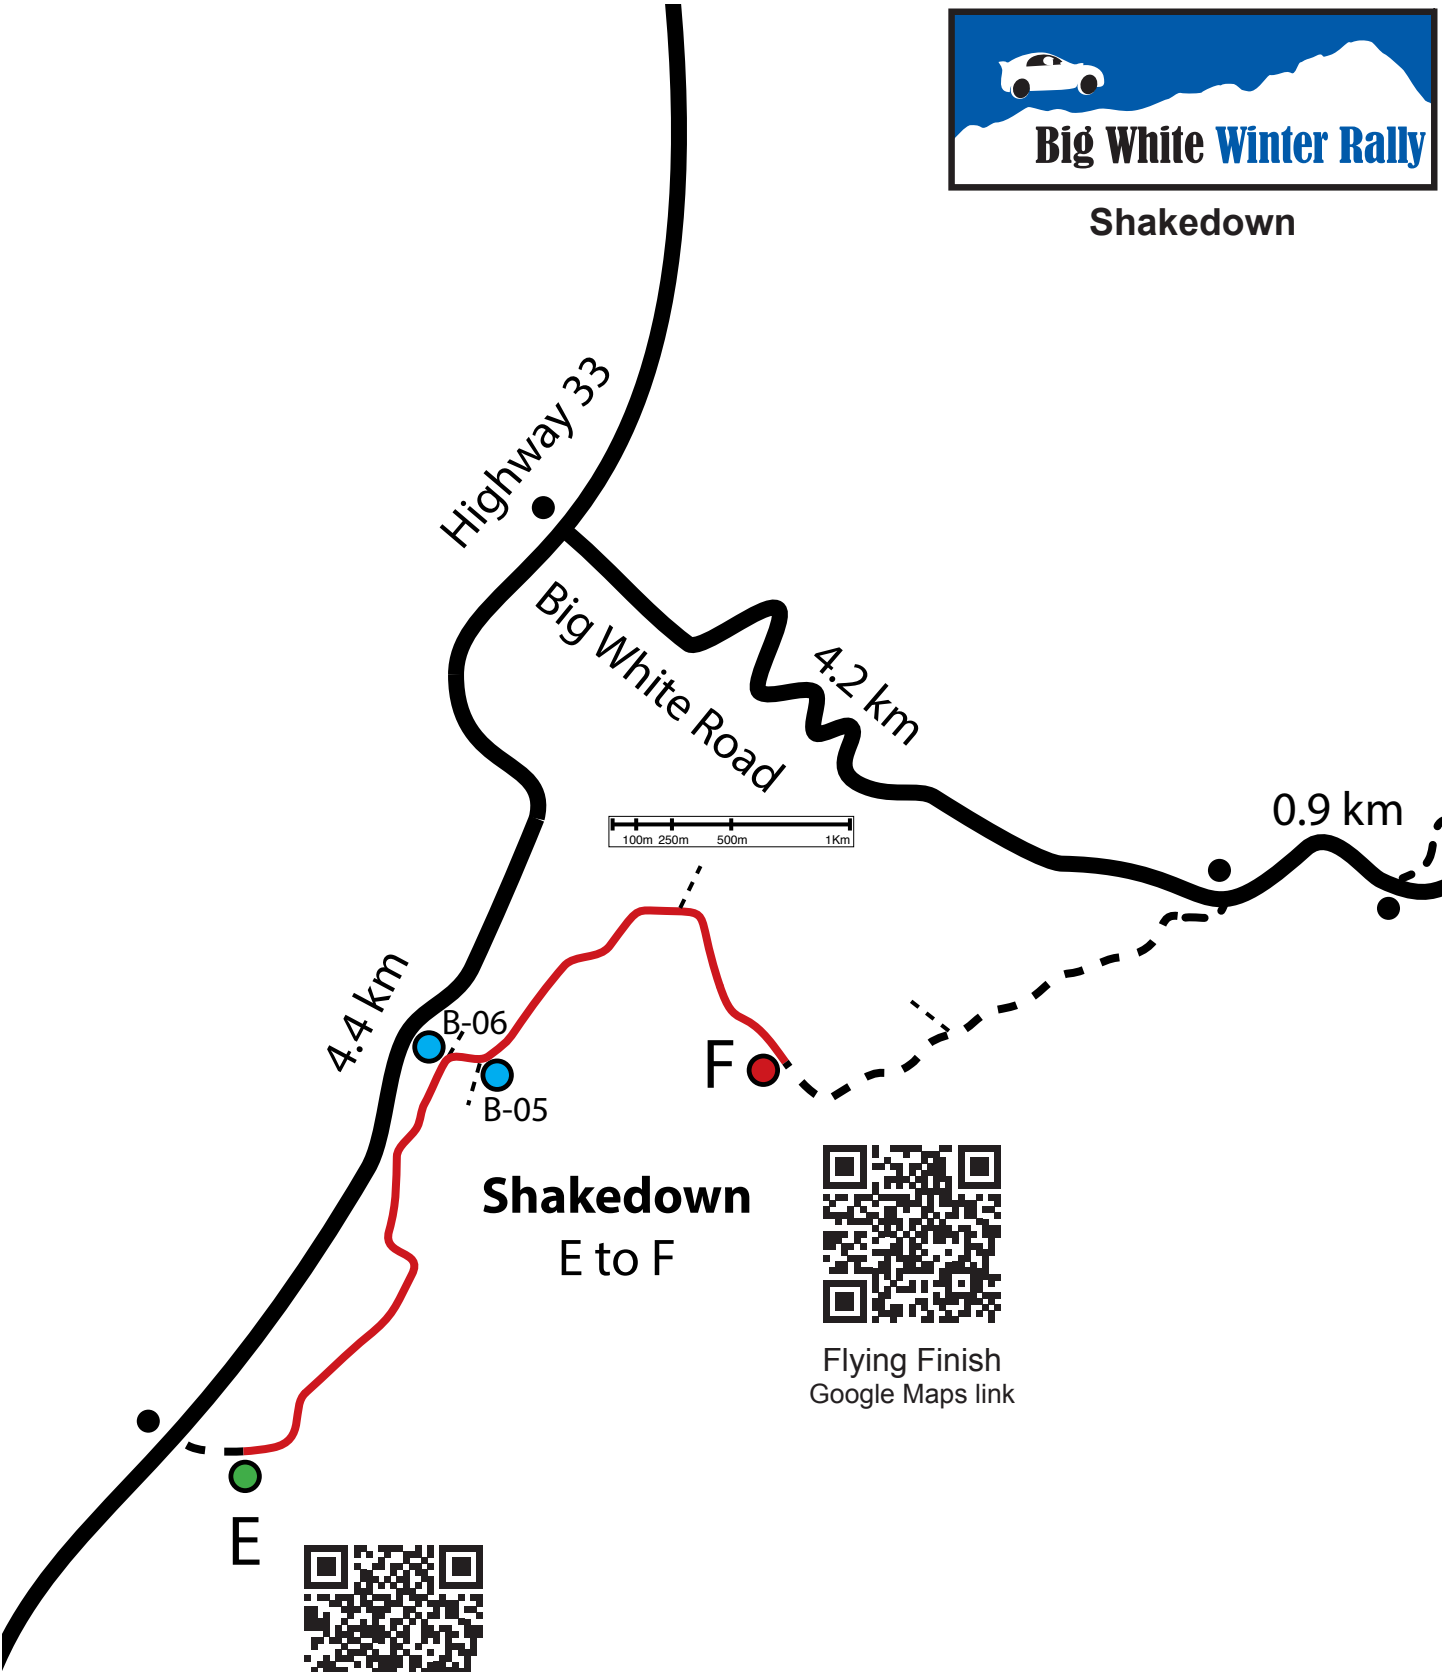 Big White Winter Rally
Shakedown
Highway 33
Big White Road
4.2 km
0.9 km
100m 250m 500m 1Km
4.4 km
B-06
F
B-05
Shakedown
E to F
Flying Finish
Google Maps link
E